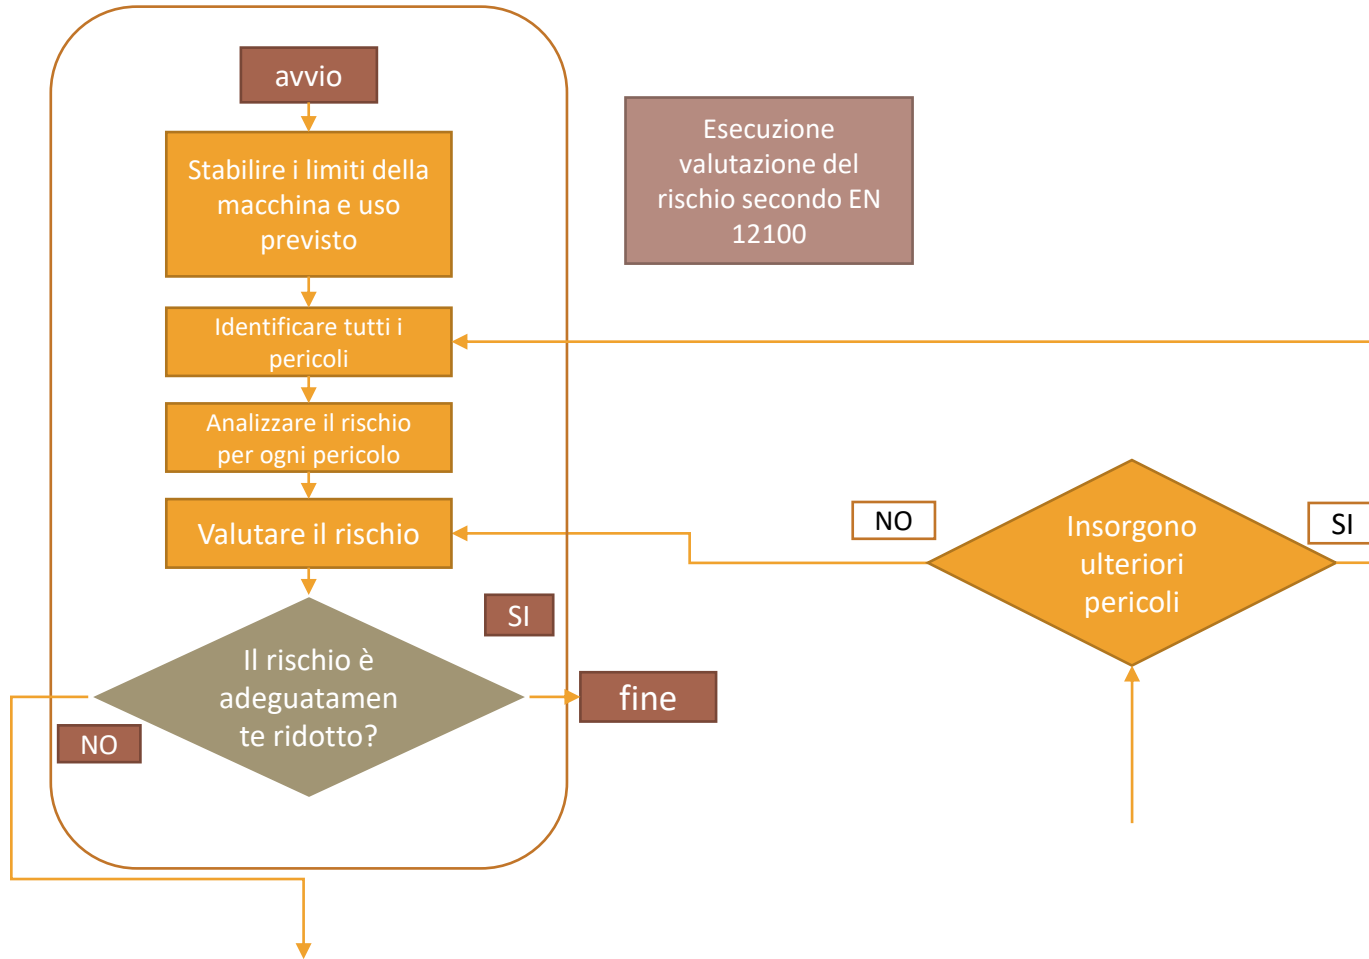 avvio
Stabilire i limiti della
macchina e uso
previsto
Identificare tutti i
pericoli
Analizzare il rischio
per ogni pericolo
Valutare il rischio
Il rischio è
adeguatamen
te ridotto?
NO
SI
fine
Esecuzione
valutazione del
rischio secondo EN
12100
NO
Insorgono
ulteriori
pericoli
SI